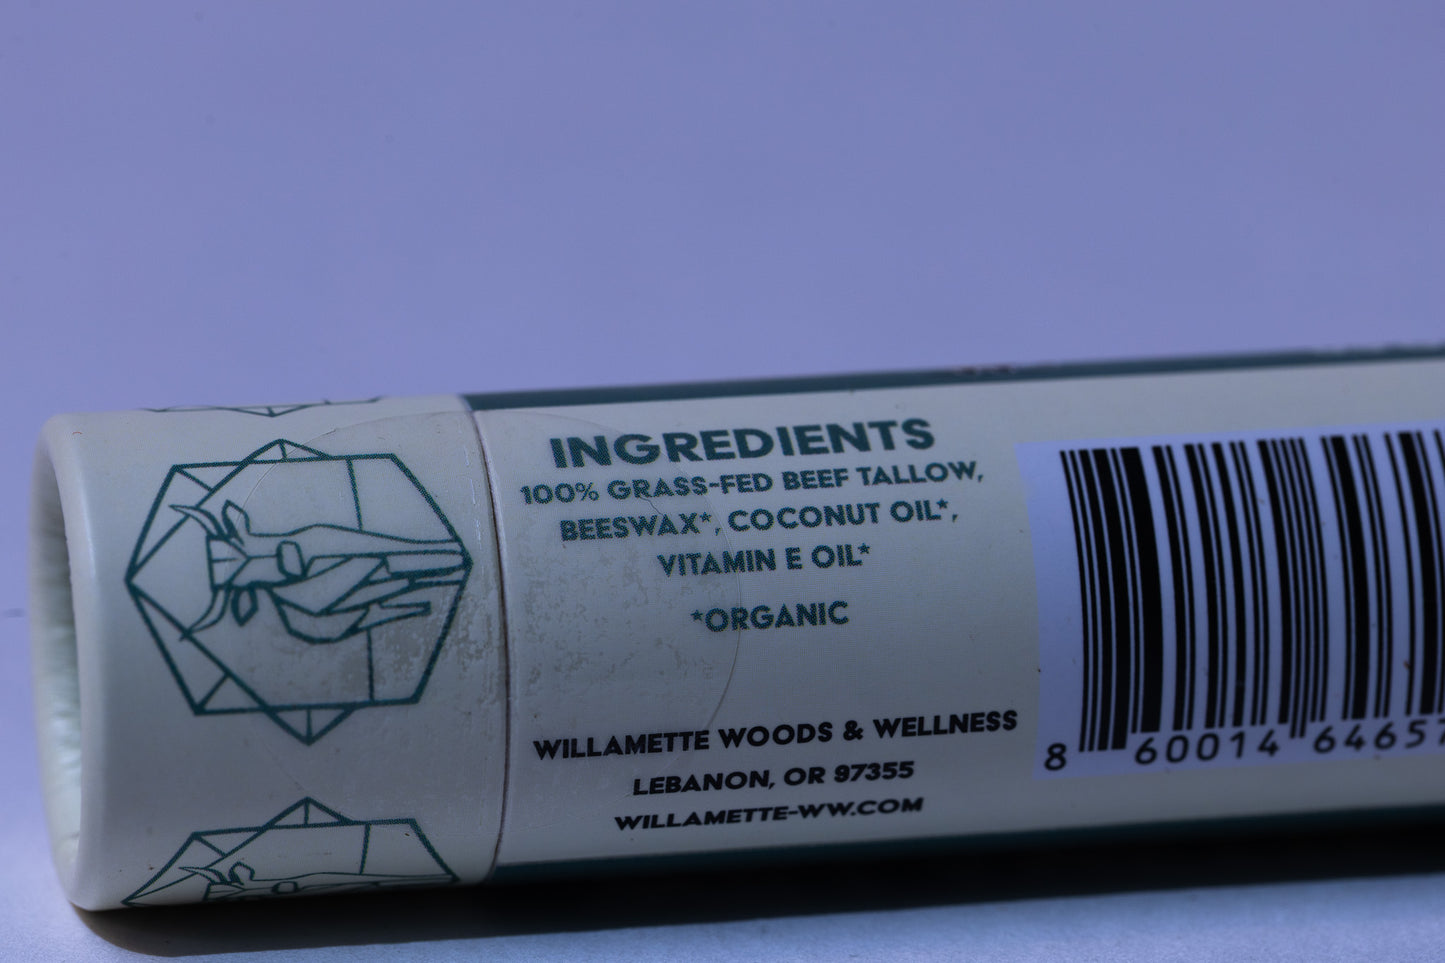 INGREDIENTS
100% GRASS-FED BEEF TALLOW,
BEESWAX*, COCONUT OIL*,
VITAMIN E OIL*
*ORGANIC
WILLAMETTE WOODS & WELLNESS
LEBANON, OR 97355
WILLAMETTE-WW.COM
8 60014 64657